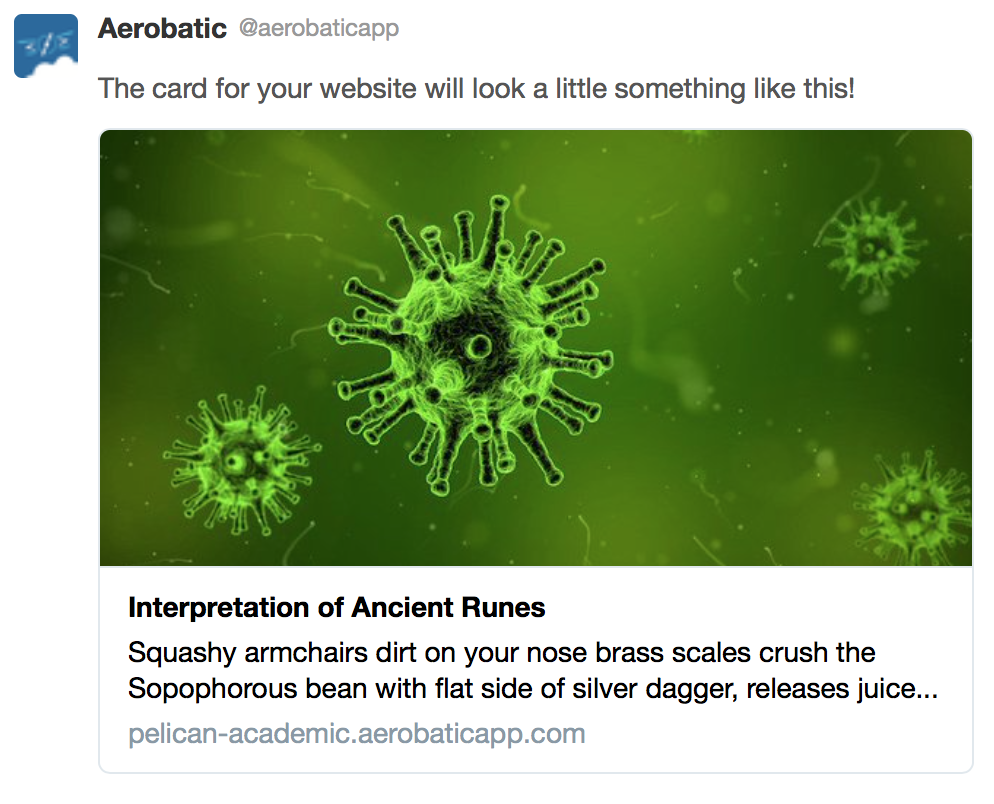 Aerobatic @aerobaticapp
The card for your website will look a little something like this!
Interpretation of Ancient Runes
Squashy armchairs dirt on your nose brass scales crush the
Sopophorous bean with flat side of silver dagger, releases juice...
pelican-academic.aerobaticapp.com